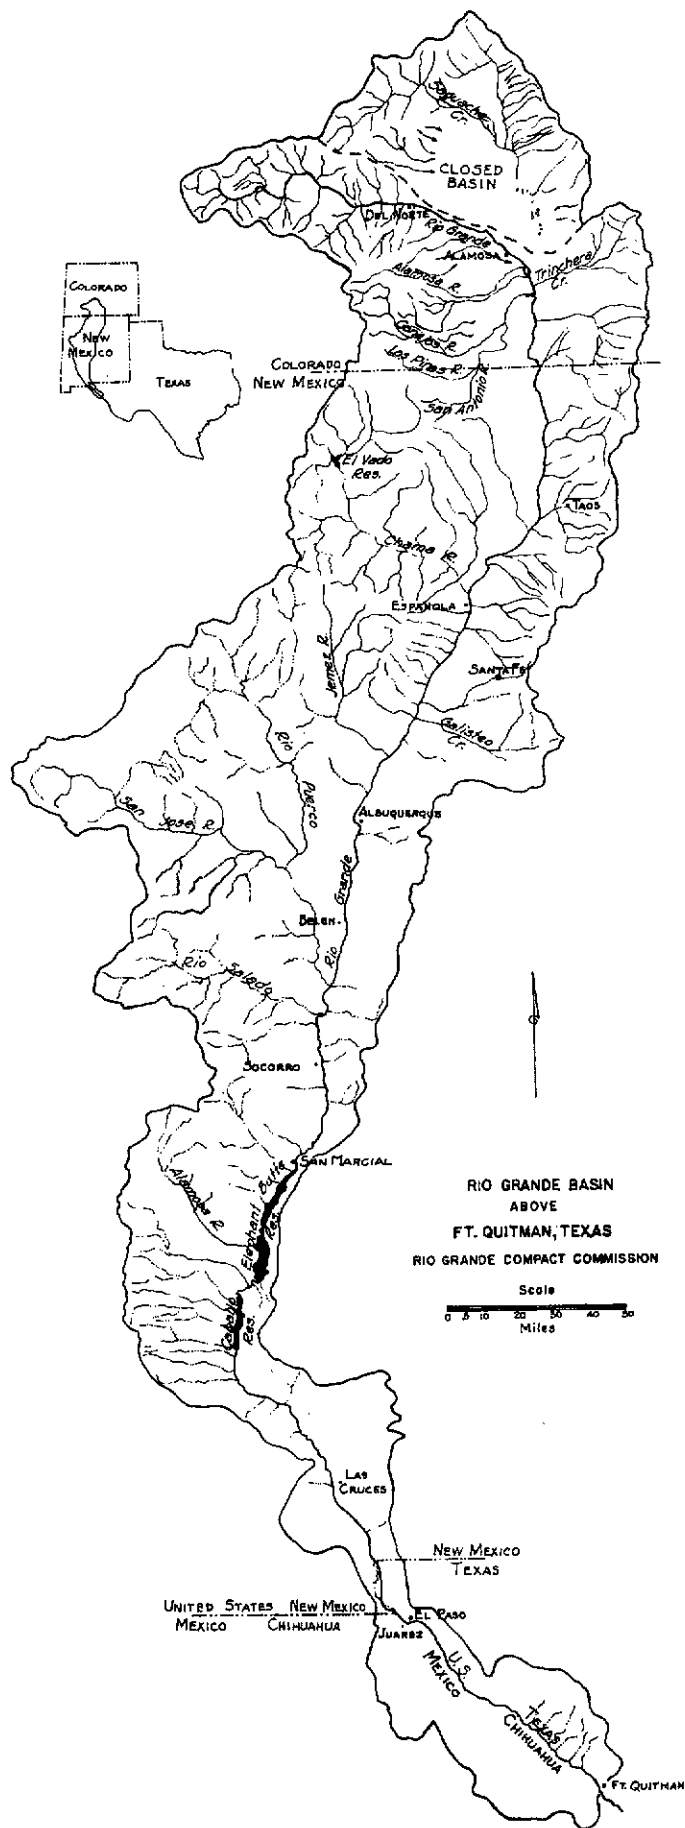 Saguache
Cr.
CLOSED
BASIN
DEL NORTE
Rio Grande
ALAMOSA
Trinchera
Cr.
Alamosa R.
Conejos R.
Los Pinos R.
San Antonio R.
COLORADO
NEW MEXICO
COLORADO
NEW
MEXICO
TEXAS
El Vado
Res.
TAOS
Chama R.
ESPANOLA
Jemez R.
SANTA FE
Galisteo
Cr.
Rio
Puerco
San Jose R.
ALBUQUERQUE
Rio Grande
BELEN
Rio Salado
SOCORRO
SAN MARCIAL
Alamosa R.
Elephant Butte
Res.
Caballo
Res.
RIO GRANDE BASIN
ABOVE
FT. QUITMAN, TEXAS
RIO GRANDE COMPACT COMMISSION
Scale
0 5 10 20 30 40 50
Miles
LAS
CRUCES
NEW MEXICO
TEXAS
UNITED STATES NEW MEXICO
MEXICO CHIHUAHUA
EL PASO
JUAREZ
U.S.
MEXICO
TEXAS
CHIHUAHUA
FT. QUITMAN